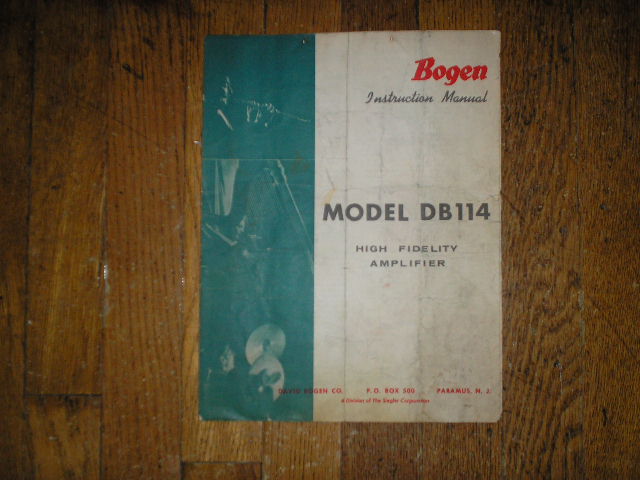 Bogen
Instruction Manual
MODEL DB114
HIGH FIDELITY
AMPLIFIER
DAVID BOGEN CO. P.O. BOX 500 PARAMUS, N. J.
A Division of The Siegler Corporation